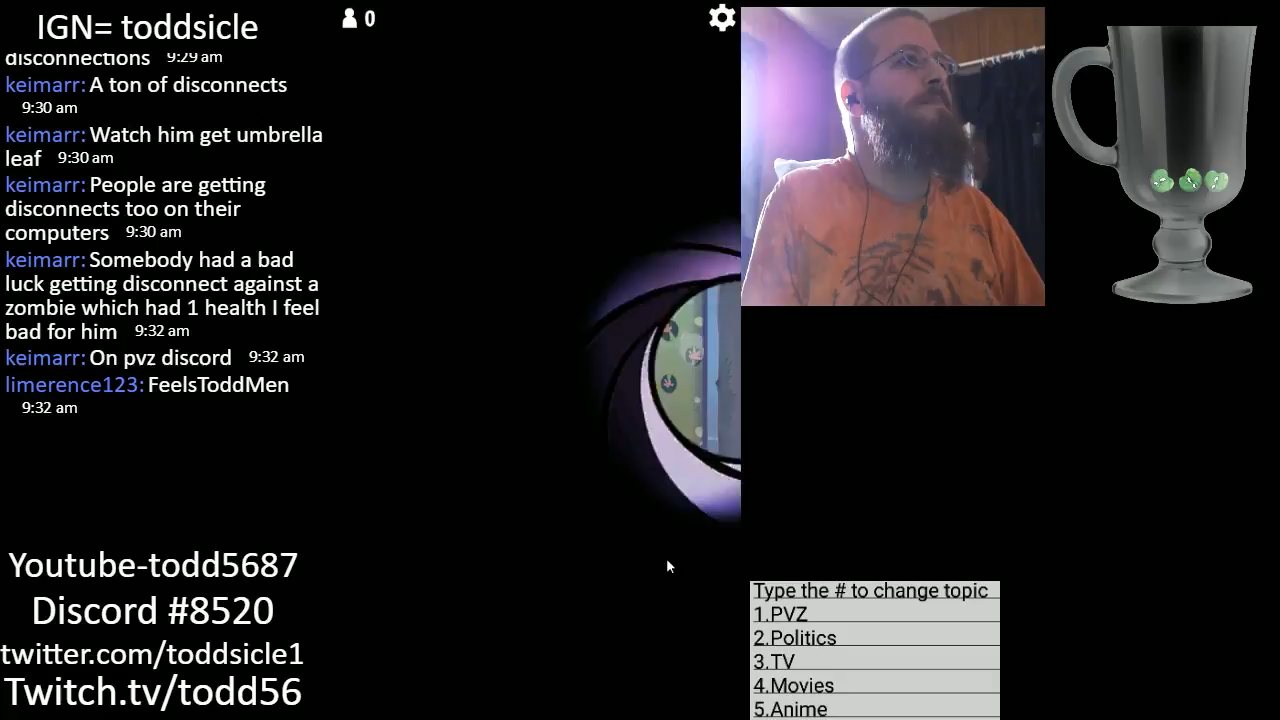 IGN= toddsicle
disconnections 9:29 am
keimarr: A ton of disconnects
9:30 am
keimarr: Watch him get umbrella
leaf 9:30 am
keimarr: People are getting
disconnects too on their
computers 9:30 am
keimarr: Somebody had a bad
luck getting disconnect against a
zombie which had 1 health I feel
bad for him 9:32 am
keimarr: On pvz discord 9:32 am
limerence123: FeelsToddMen
9:32 am
Youtube-todd5687
Discord #8520
twitter.com/toddsicle1
Twitch.tv/todd56
0
Type the # to change topic
1.PVZ
2.Politics
3.TV
4.Movies
5.Anime